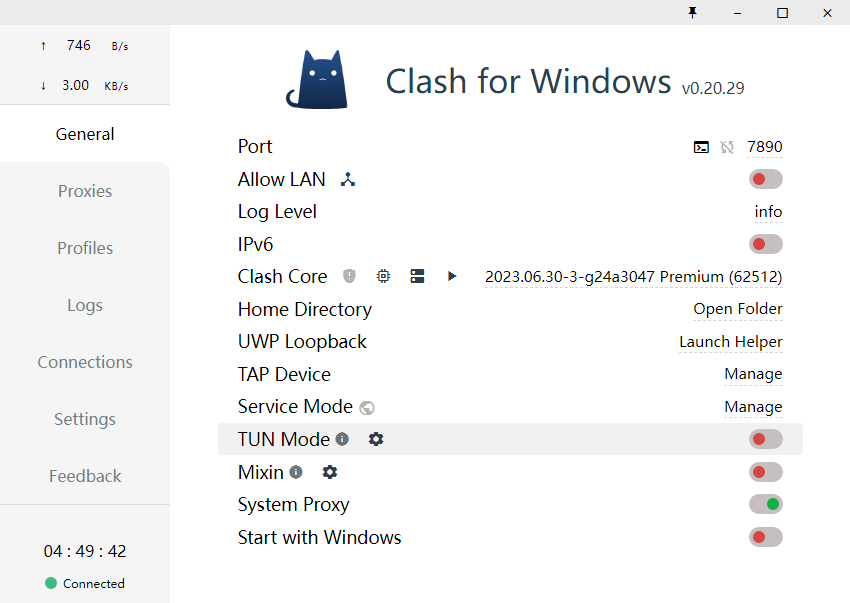 ↑ 746 B/s
↓ 3.00 KB/s
General
Proxies
Profiles
Logs
Connections
Settings
Feedback
04 : 49 : 42
Connected
Clash for Windows v0.20.29
Port 7890
Allow LAN
Log Level info
IPv6
Clash Core 2023.06.30-3-g24a3047 Premium (62512)
Home Directory Open Folder
UWP Loopback Launch Helper
TAP Device Manage
Service Mode Manage
TUN Mode
Mixin
System Proxy
Start with Windows